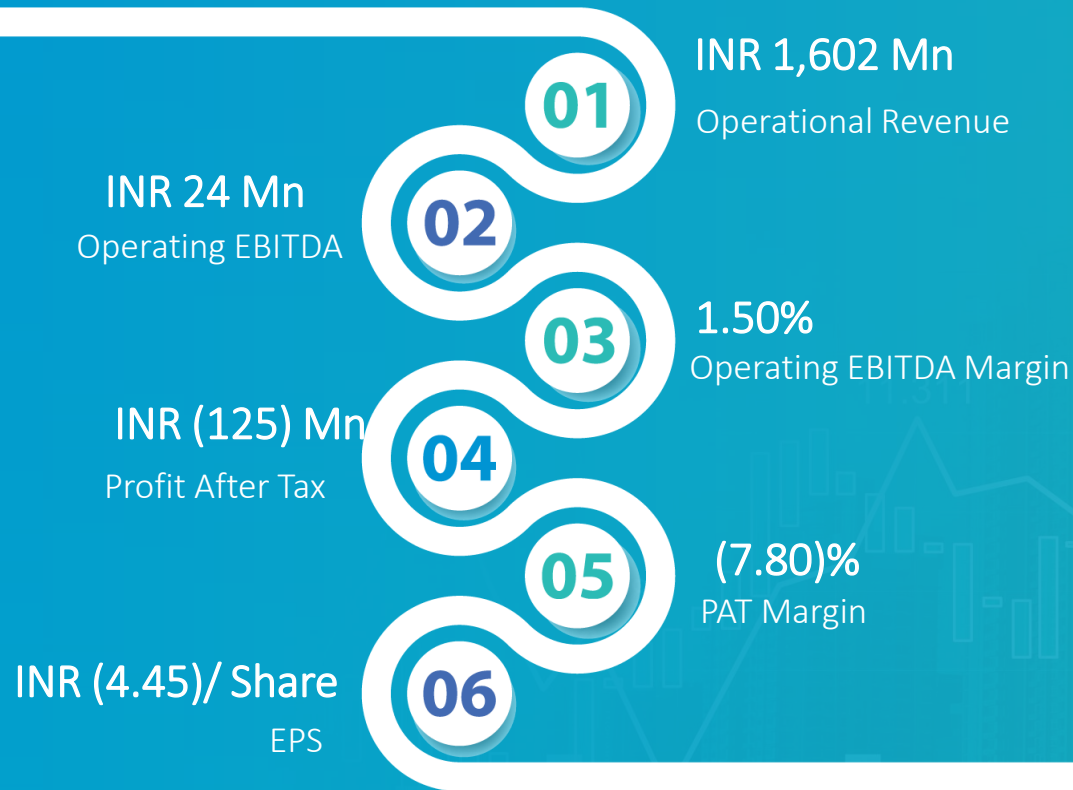 01
INR 1,602 Mn
Operational Revenue
INR 24 Mn
Operating EBITDA
02
03
1.50%
Operating EBITDA Margin
INR (125) Mn
Profit After Tax
04
05
(7.80)%
PAT Margin
INR (4.45)/ Share
EPS
06